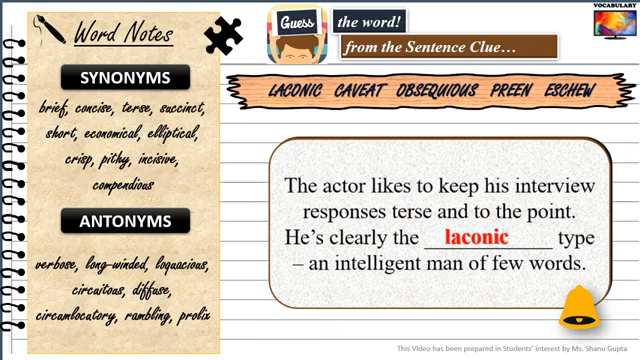 Word Notes
SYNONYMS
brief, concise, terse, succinct,
short, economical, elliptical,
crisp, pithy, incisive,
compendious
ANTONYMS
verbose, long-winded, loquacious,
circuitous, diffuse,
circumlocutory, rambling, prolix
Guess
the word!
from the Sentence Clue...
VOCABULARY
LACONIC CAVEAT OBSEQUIOUS PREEN ESCHEW
The actor likes to keep his interview
responses terse and to the point.
He's clearly the laconic type
– an intelligent man of few words.
This Video has been prepared in Students' interest by Ms. Shanu Gupta